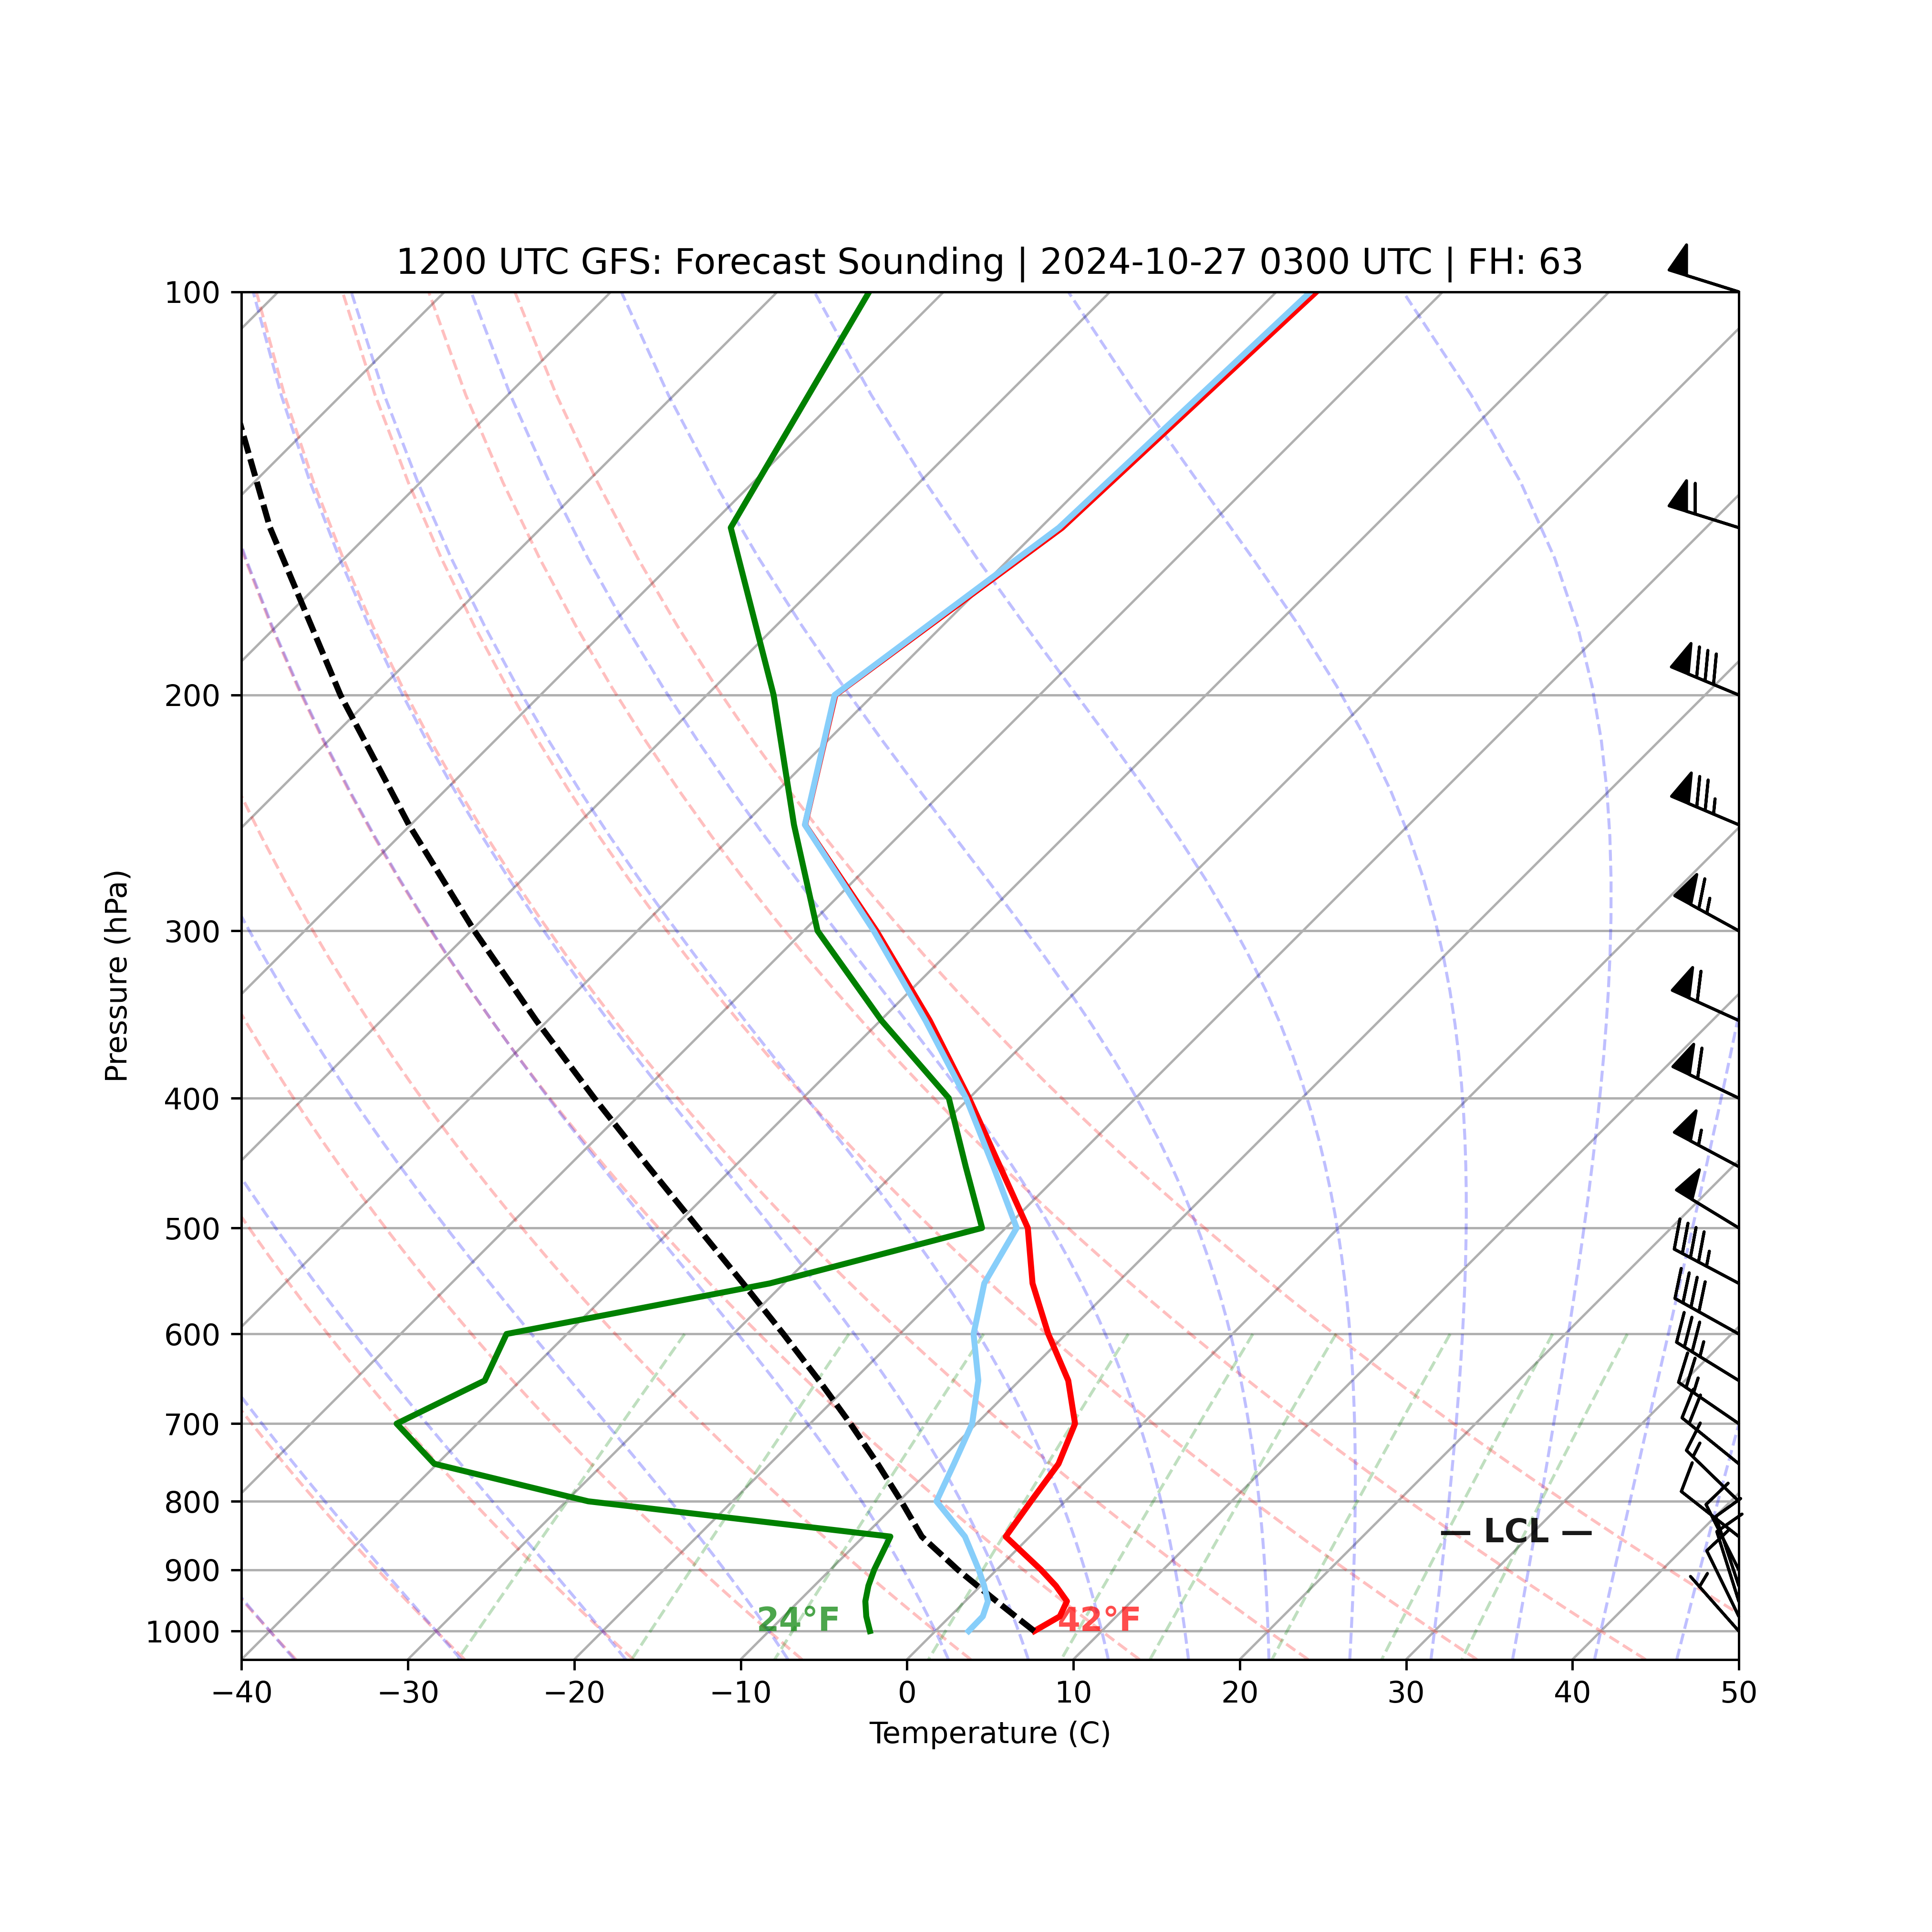 1200 UTC GFS: Forecast Sounding | 2024-10-27 0300 UTC | FH: 63
100
200
300
400
500
600
700
800
900
1000
Pressure (hPa)
— LCL —
24°F
42°F
−40 −30 −20 −10 0 10 20 30 40 50
Temperature (C)